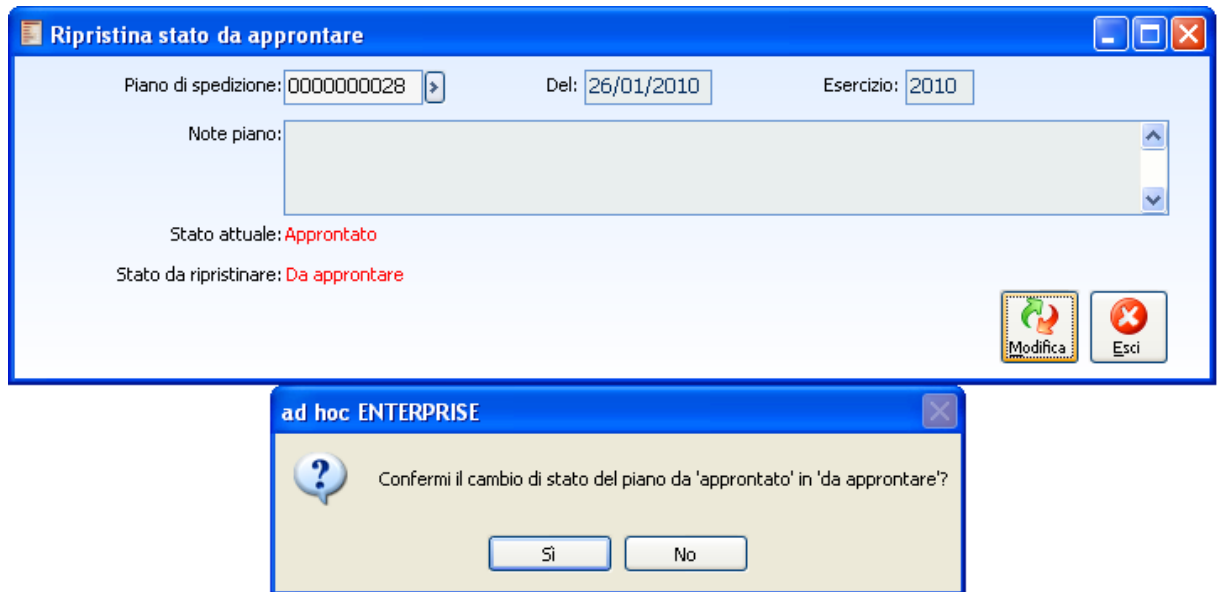 Ripristina stato da approntare
Piano di spedizione: 0000000028 Del: 26/01/2010 Esercizio: 2010
Note piano:
Stato attuale: Approntato
Stato da ripristinare: Da approntare
Modifica Esci
ad hoc ENTERPRISE
Confermi il cambio di stato del piano da 'approntato' in 'da approntare'?
Sì No